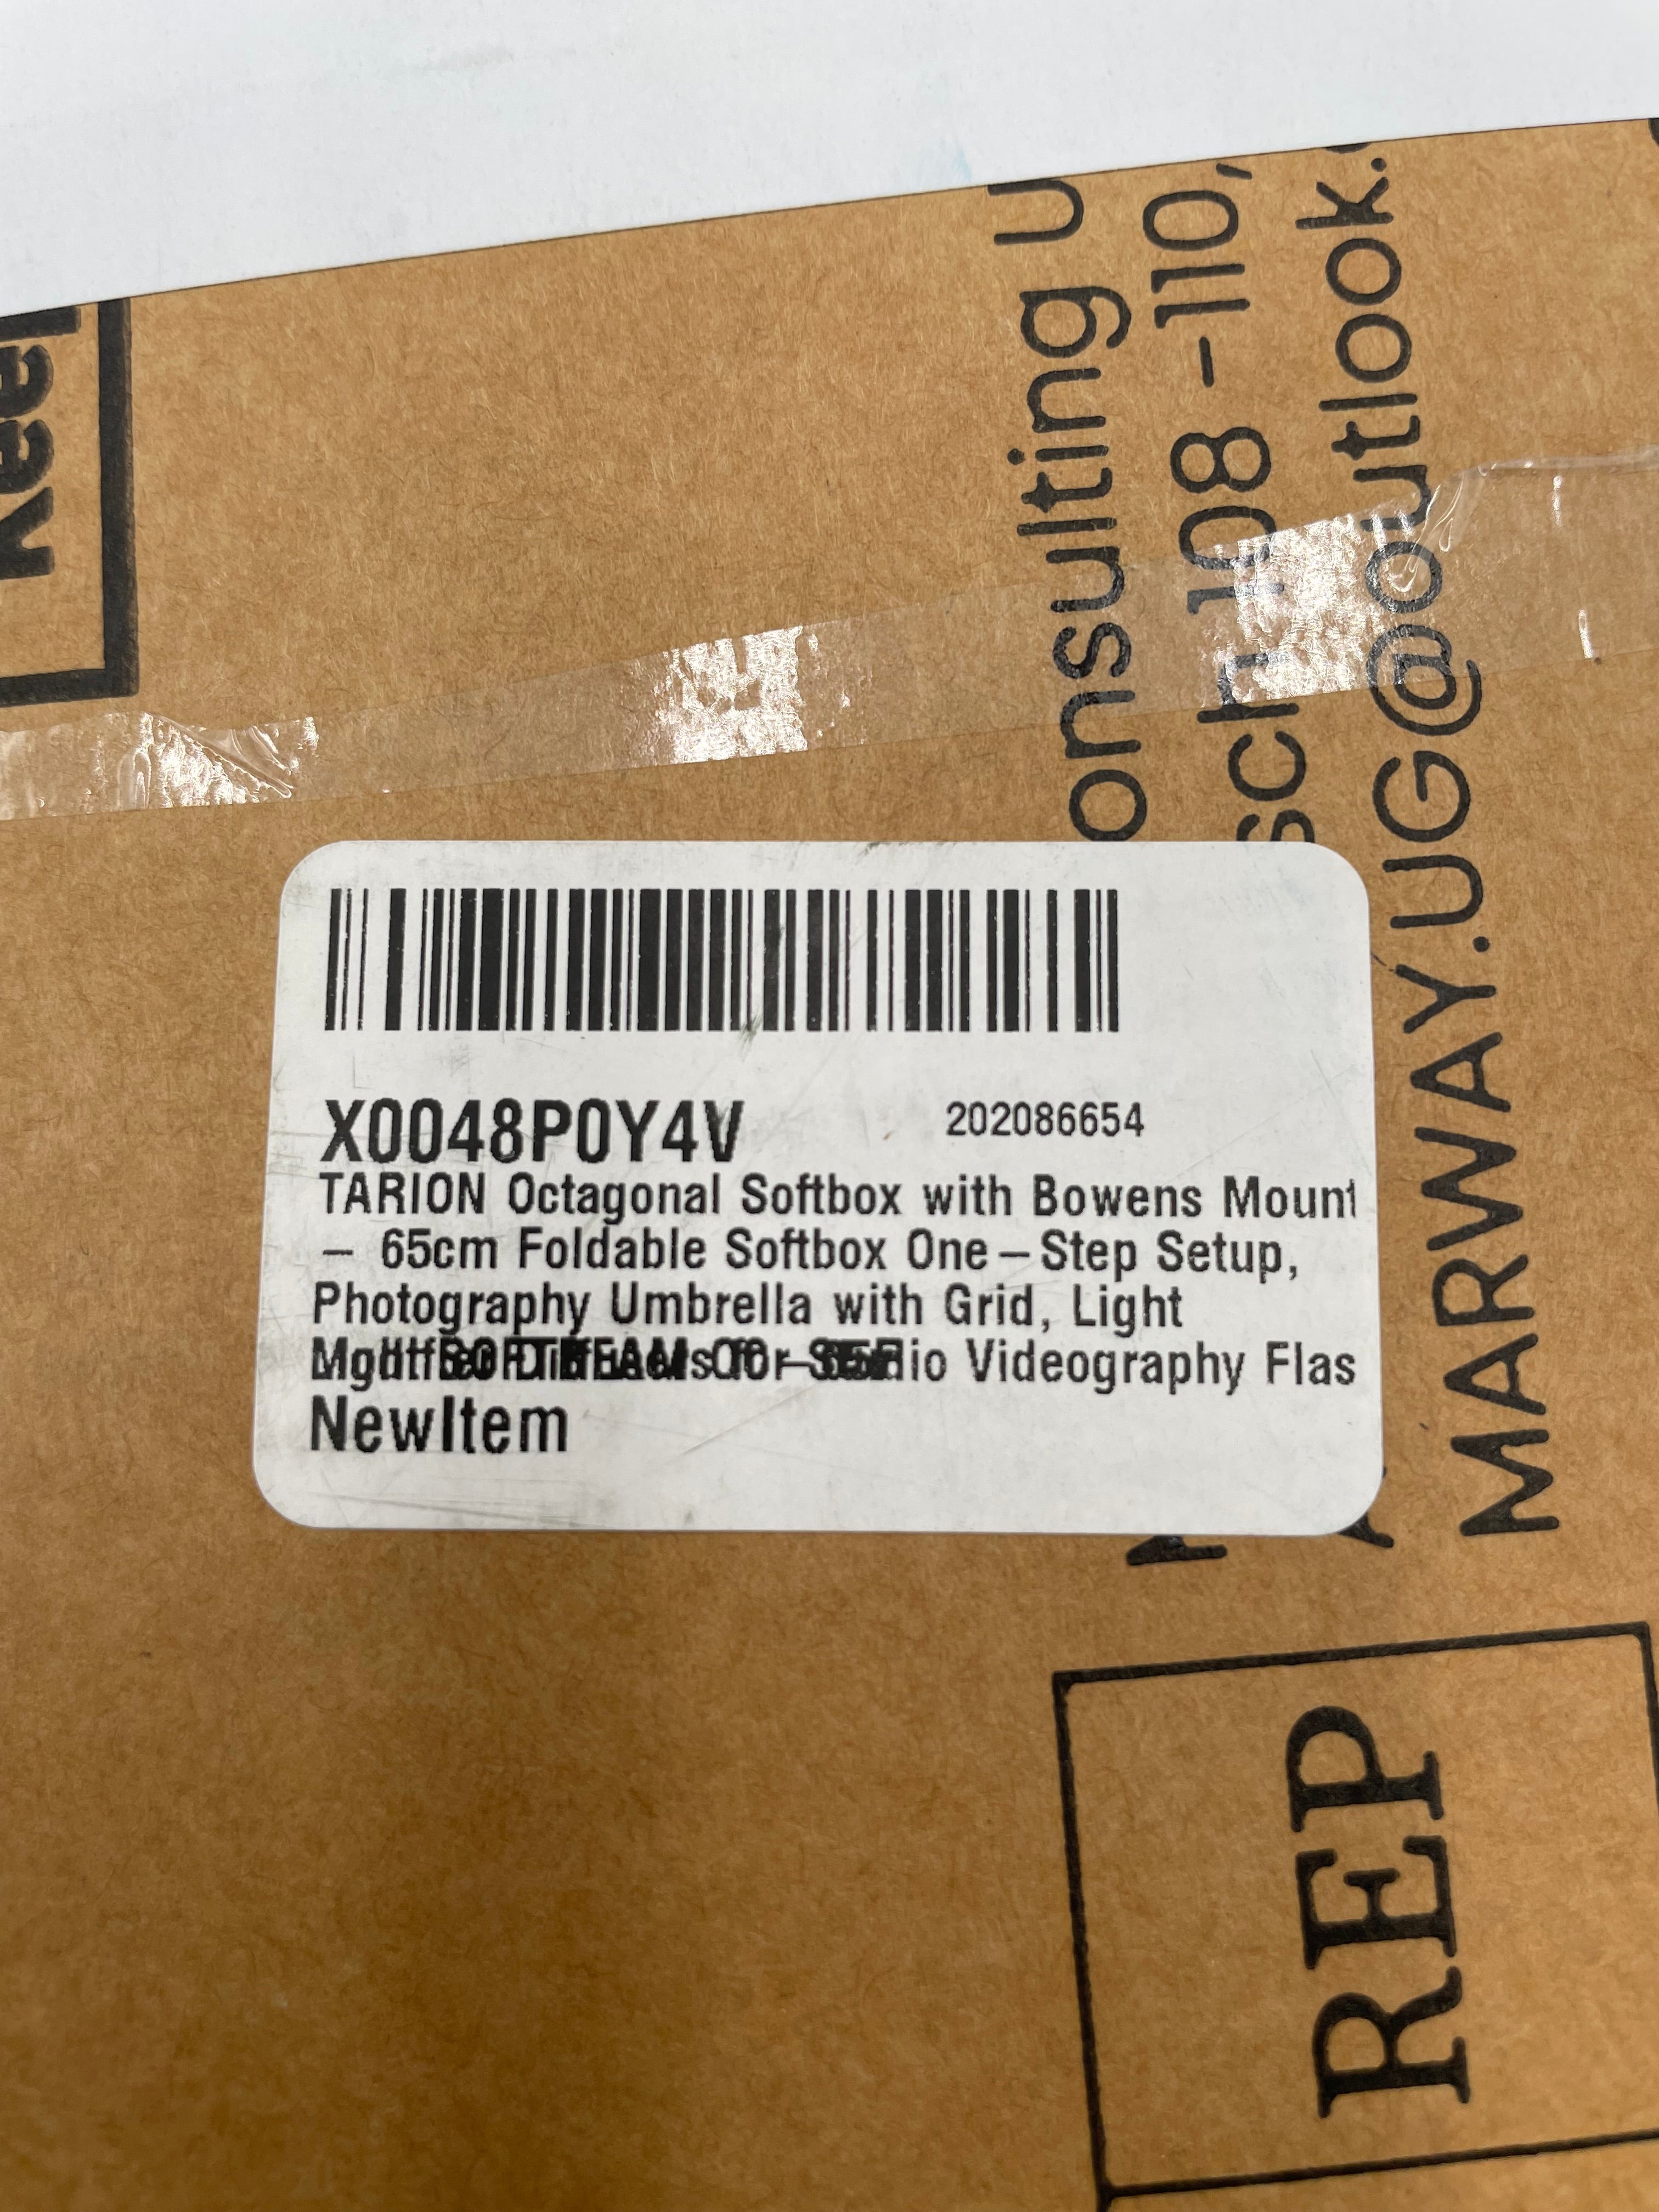 X0048P0Y4V
202086654
TARION Octagonal Softbox with Bowens Mount
– 65cm Foldable Softbox One–Step Setup,
Photography Umbrella with Grid, Light
Videography Flas
NewItem
onsulting U
sch 108 -110,
MARWAY.UG@outlook.
REP